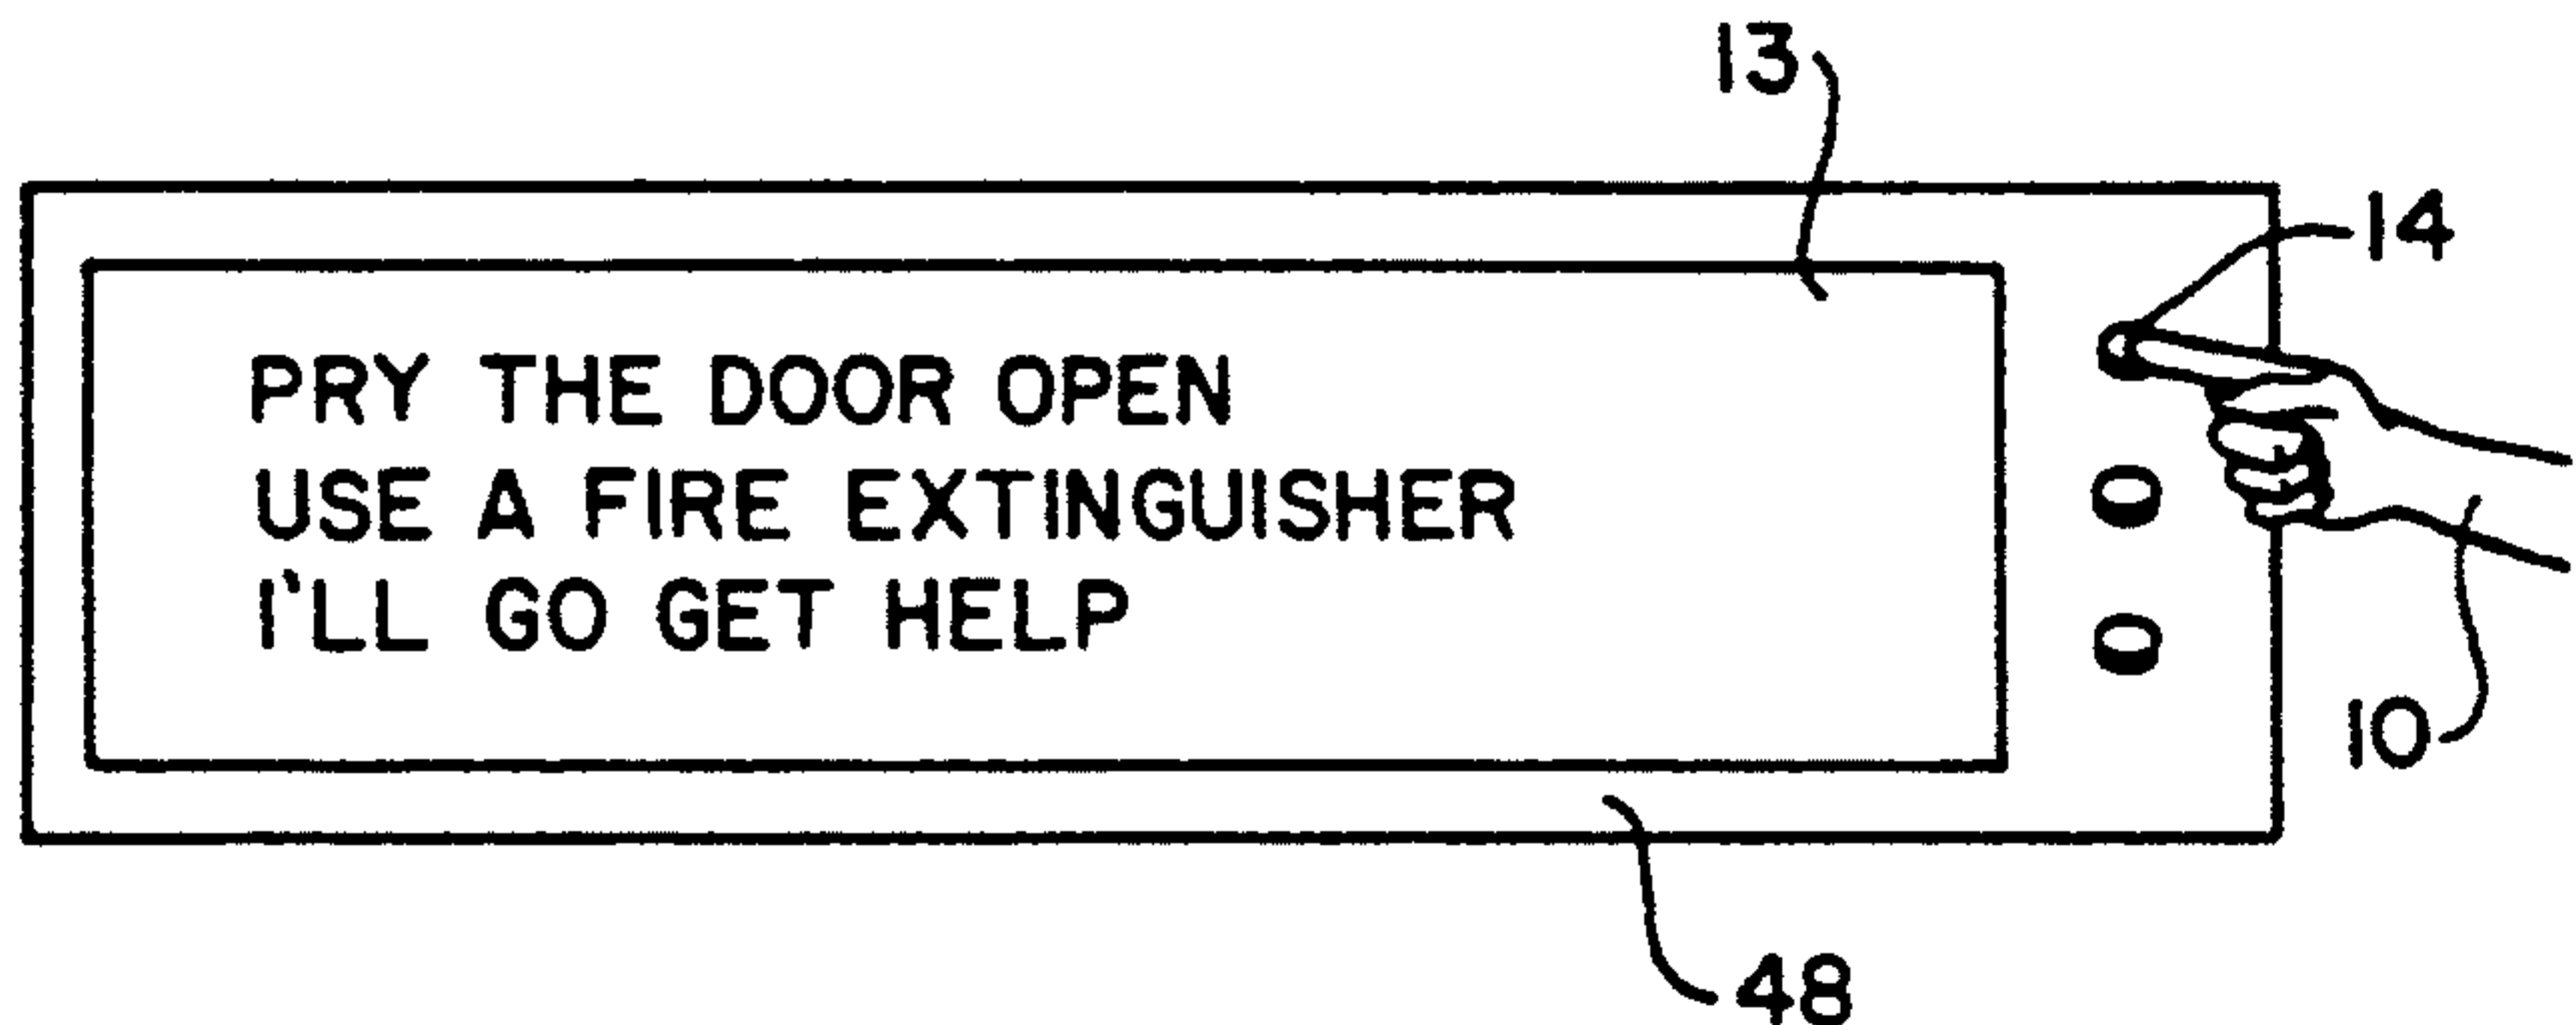 13
14
PRY THE DOOR OPEN
USE A FIRE EXTINGUISHER
I'LL GO GET HELP
10
48